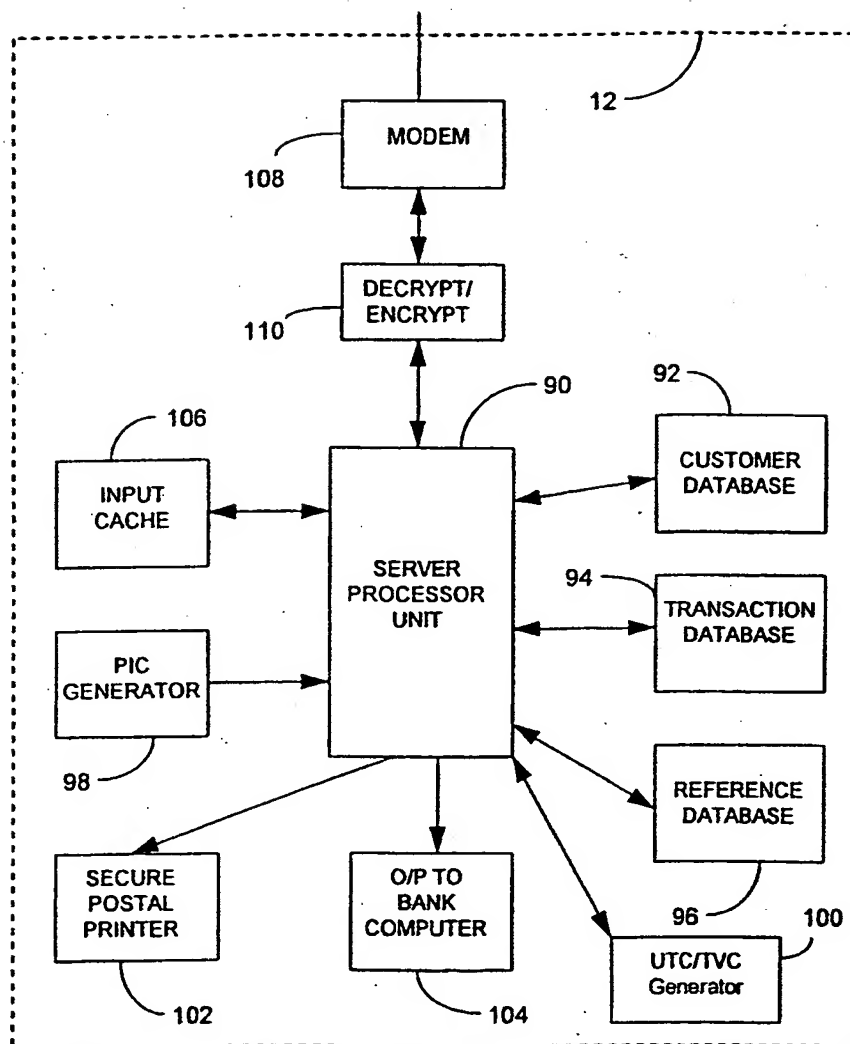 12
MODEM
108
DECRYPT/
ENCRYPT
110
90
92
106
INPUT
CACHE
CUSTOMER
DATABASE
SERVER
PROCESSOR
UNIT
94
TRANSACTION
DATABASE
PIC
GENERATOR
98
REFERENCE
DATABASE
96
SECURE
POSTAL
PRINTER
102
O/P TO
BANK
COMPUTER
104
100
UTC/TVC
Generator